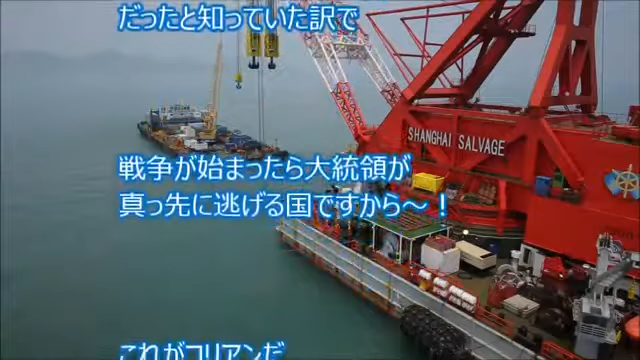 だったと知っていた訳で
SHANGHAI SALVAGE
戦争が始まったら大統領が
真っ先に逃げる国ですから～！
これがコリアンだ